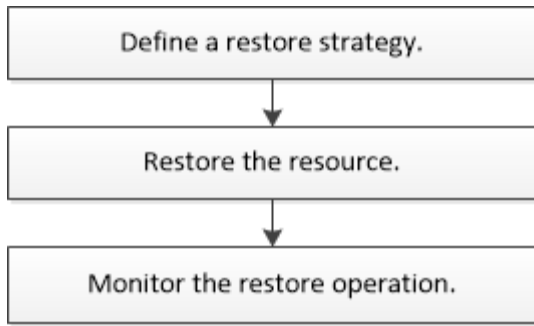 Define a restore strategy.
Restore the resource.
Monitor the restore operation.